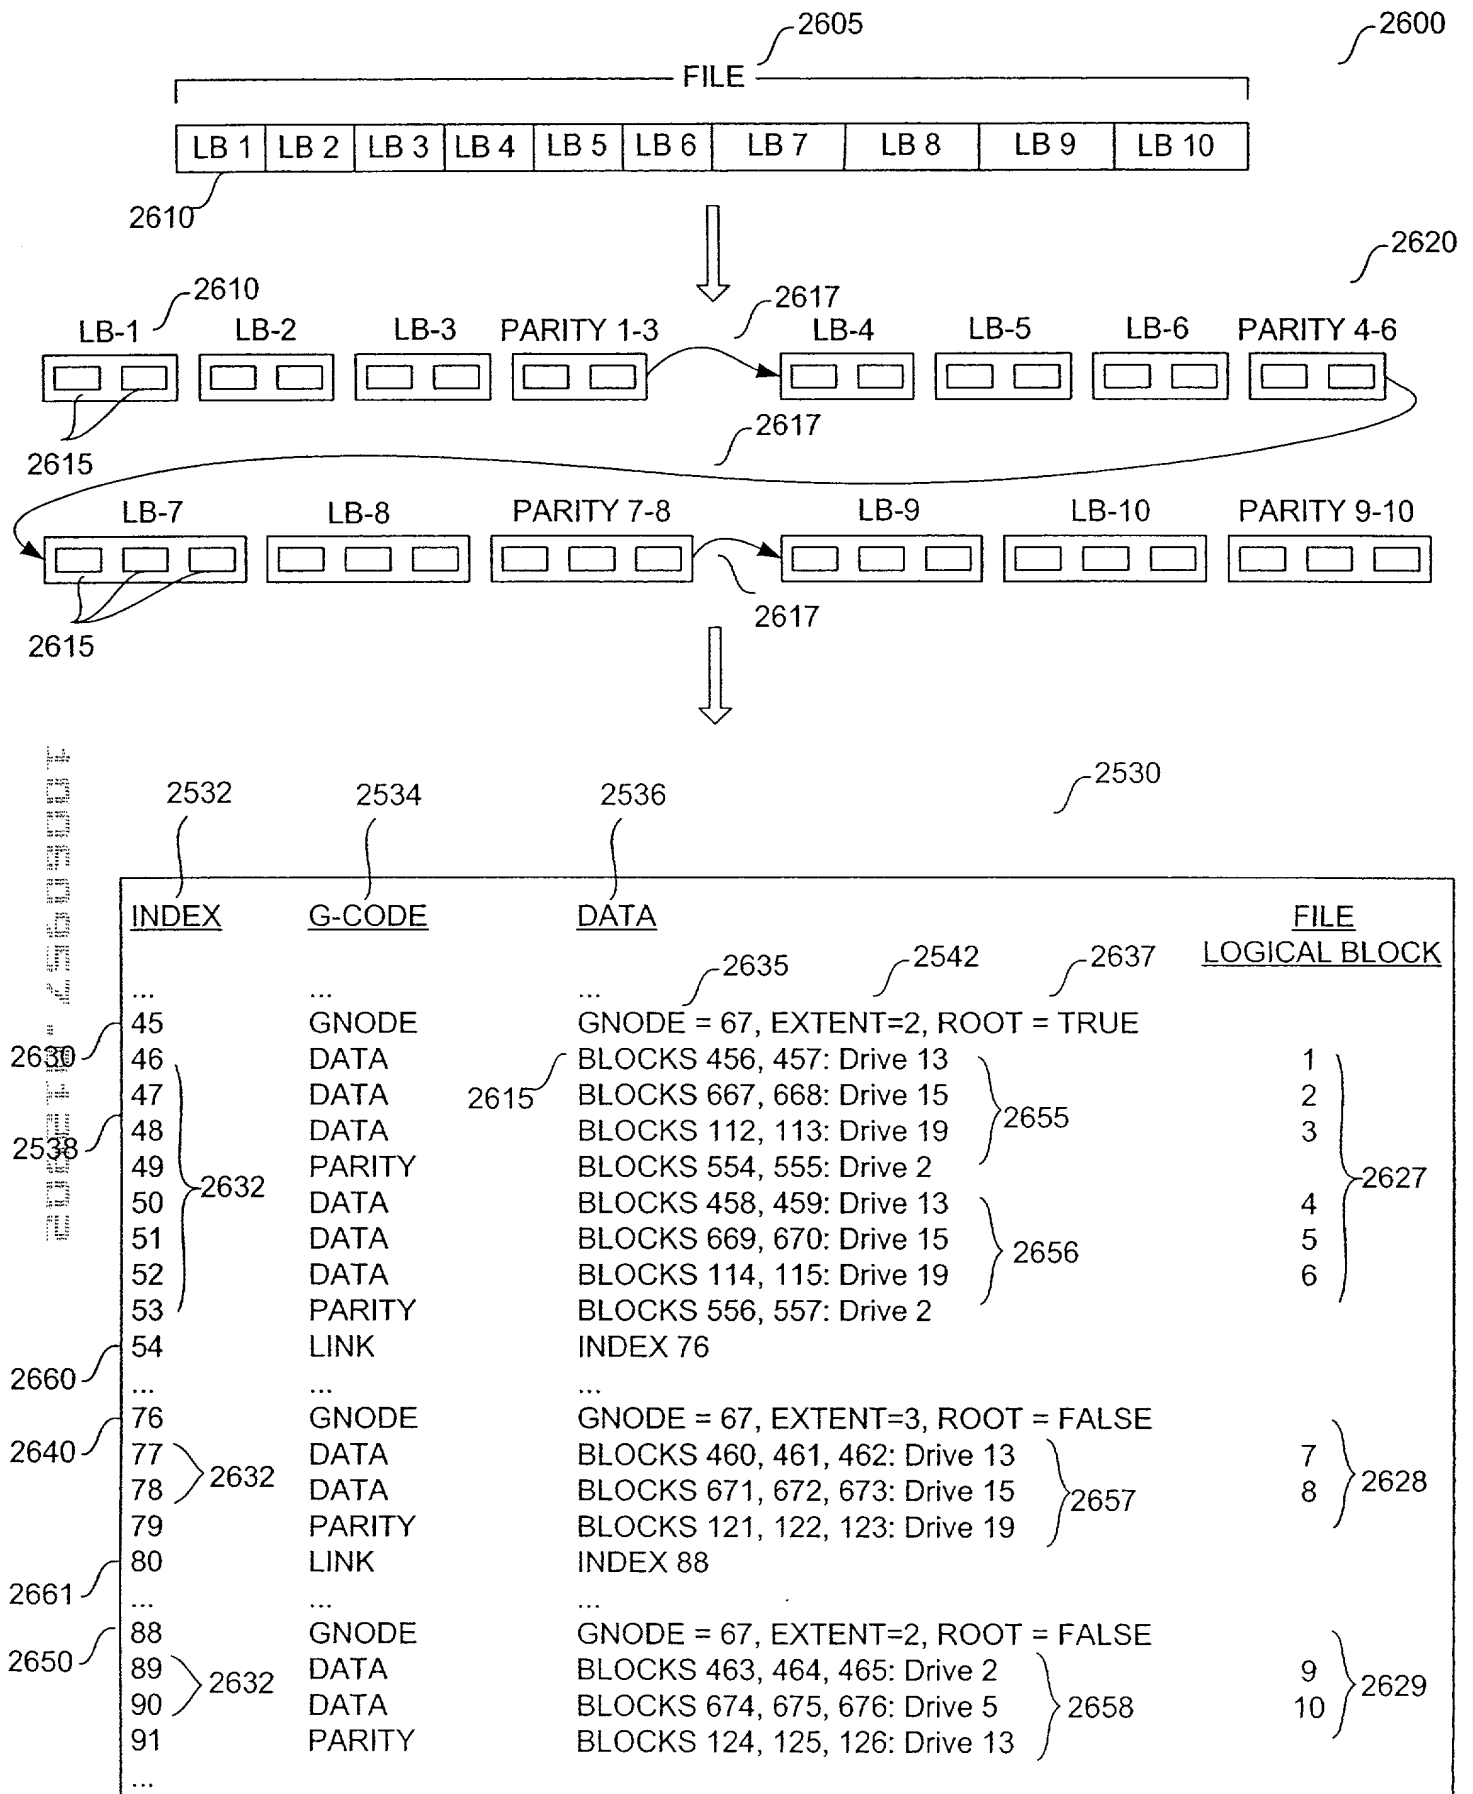 2605
2600
FILE
LB 1 LB 2 LB 3 LB 4 LB 5 LB 6 LB 7 LB 8 LB 9 LB 10
2610
2620
2610
2617
LB-1 LB-2 LB-3 PARITY 1-3 LB-4 LB-5 LB-6 PARITY 4-6
2617
2615
LB-7 LB-8 PARITY 7-8 LB-9 LB-10 PARITY 9-10
2617
2615
2530
2532 2534 2536
INDEX G-CODE DATA FILE
LOGICAL BLOCK
2635 2542 2637
... ... ...
45 GNODE GNODE = 67, EXTENT=2, ROOT = TRUE
2630 46 DATA BLOCKS 456, 457: Drive 13 1
47 DATA 2615 BLOCKS 667, 668: Drive 15 2
2655
48 DATA BLOCKS 112, 113: Drive 19 3
2538
49 PARITY BLOCKS 554, 555: Drive 2
2632 2627
50 DATA BLOCKS 458, 459: Drive 13 4
51 DATA BLOCKS 669, 670: Drive 15 5
2656
52 DATA BLOCKS 114, 115: Drive 19 6
53 PARITY BLOCKS 556, 557: Drive 2
54 LINK INDEX 76
2660
... ... ...
76 GNODE GNODE = 67, EXTENT=3, ROOT = FALSE
2640 77 DATA BLOCKS 460, 461, 462: Drive 13 7
2632 2628
78 DATA BLOCKS 671, 672, 673: Drive 15 2657 8
79 PARITY BLOCKS 121, 122, 123: Drive 19
80 LINK INDEX 88
2661
... ... ...
88 GNODE GNODE = 67, EXTENT=2, ROOT = FALSE
2650 89 DATA BLOCKS 463, 464, 465: Drive 2 9
2632 2629
90 DATA BLOCKS 674, 675, 676: Drive 5 2658 10
91 PARITY BLOCKS 124, 125, 126: Drive 13
...